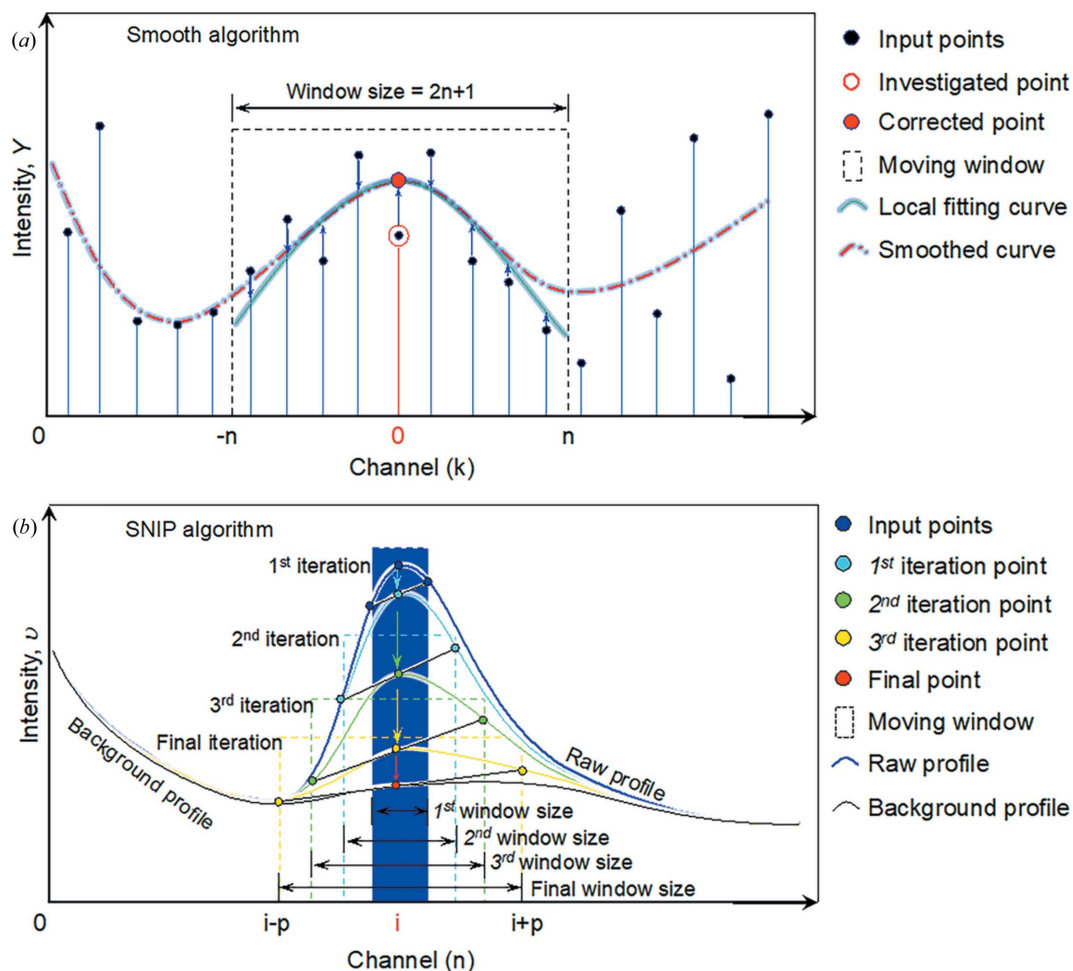 (a)
Smooth algorithm
Window size = 2n+1
Intensity, Y
0
-n
0
n
Channel (k)
Input points
Investigated point
Corrected point
Moving window
Local fitting curve
Smoothed curve
(b)
SNIP algorithm
1st iteration
2nd iteration
3rd iteration
Final iteration
Intensity, υ
Background profile
Raw profile
1st window size
2nd window size
3rd window size
Final window size
0
i-p
i
i+p
Channel (n)
Input points
1st iteration point
2nd iteration point
3rd iteration point
Final point
Moving window
Raw profile
Background profile